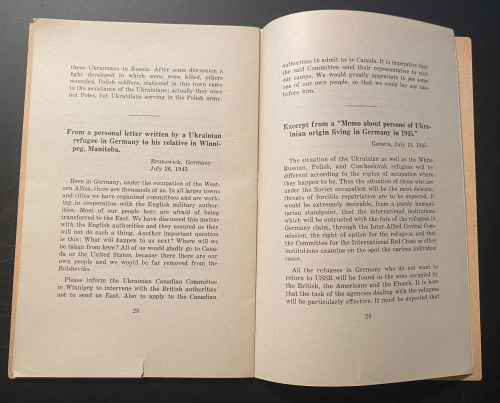 these Ukrainians to Russia. After some discussion a
fight developed in which some were killed, others
wounded. Polish soldiers, stationed in this town came
to the assistance of the Ukrainians; actually they were
not Poles, but Ukrainians serving in the Polish army.
From a personal letter written by a Ukrainian
refugee in Germany to his relative in Winni-
peg, Manitoba.
Brunswick, Germany
July 26, 1945
Here in Germany, under the occupation of the West-
ern Allies, there are thousands of us. In all larger towns
and cities we have organized committees and are work-
ing in cooperation with the English military author-
ities. Most of our people here are afraid of being
transferred to the East. We have discussed this matter
with the English authorities and they assured us they
will not do such a thing. Another important question
is this: What will happen to us next? Where will we
be taken from here? All of us would gladly go to Cana-
da or the United States, because there are our
own people and we would be far removed from the
Bolsheviks.
Please inform the Ukrainian Canadian Committee
in Winnipeg to intervene with the British authorities
not to send us East. Also to apply to the Canadian
28
authorities to admit us to Canada. It is imperative that
the said Committee send their representative to visit
our camps. We would greatly appreciate to see some
one of our own people, so that we could lay our case
before him.
Excerpt from a "Memo about persons of Ukra-
inian origin living in Germany in 1945."
Geneva, July 15, 1945
The situation of the Ukrainian as well as the White
Russian, Polish, and Czechoslovak refugees will be
different according to the region of occupation where
they happen to be. Thus the situation of those who are
under the Soviet occupation will be the most delicate;
threats of forcible repatriation are to be expected. It
would be extremely desirable, from a purely humani-
tarian standpoint, that the international institutions
which will be entrusted with the fate of the refugees in
Germany claim, through the Inter-Allied Central Com-
mission, the right of option for the refugees, and that
the Committee for the International Red Cross or other
institutions examine on the spot the various individual
cases.
All the refugees in Germany who do not want to
return to USSR will be found in the zones occupied by
the British, the Americans and the French. It is here
that the task of the agencies dealing with the refugees
will be particularly effective. It must be expected that
29